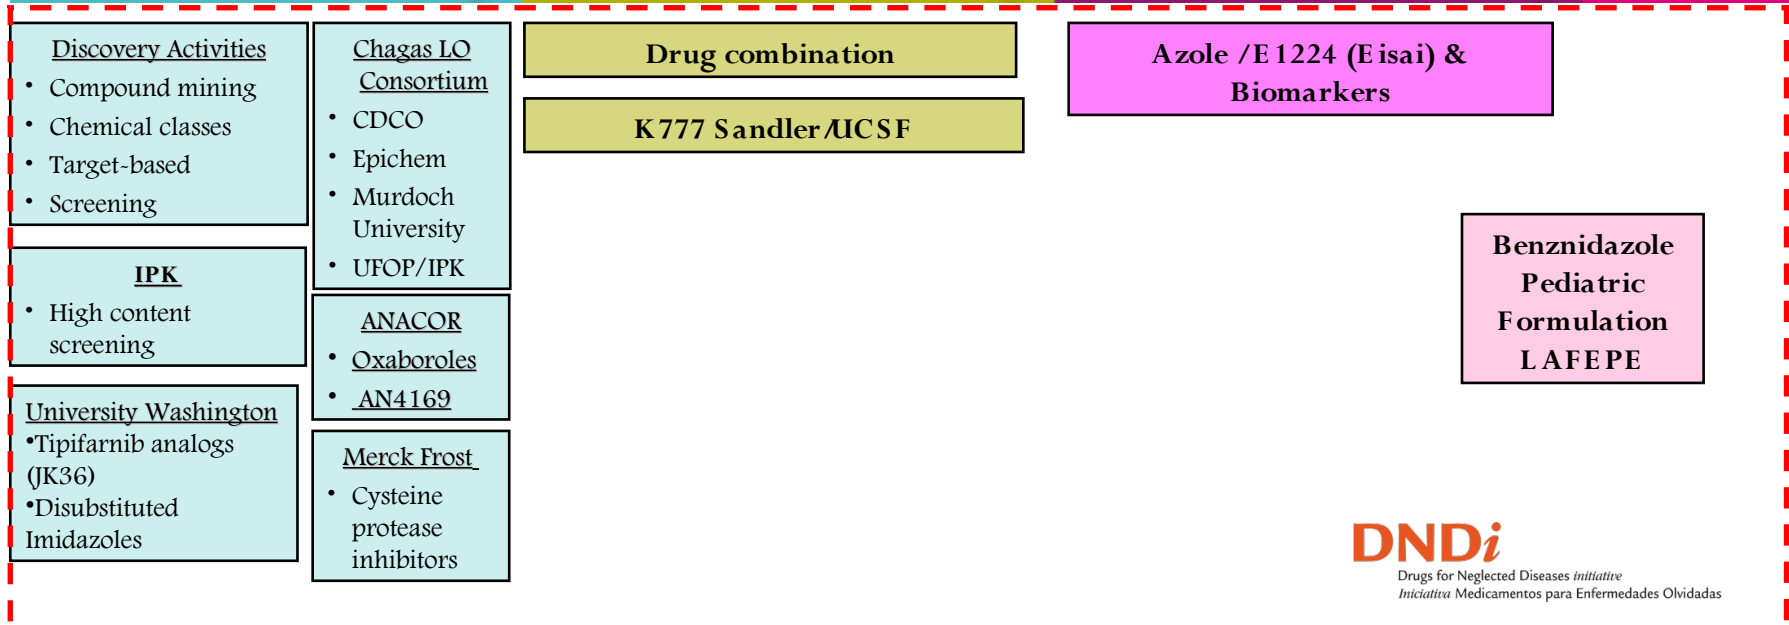 Discovery Activities
• Compound mining
• Chemical classes
• Target-based
• Screening
IPK
• High content
screening
University Washington
•Tipifarnib analogs
(JK36)
•Disubstituted
Imidazoles
Chagas LO
Consortium
• CDCO
• Epichem
• Murdoch
University
• UFOP/IPK
ANACOR
• Oxaboroles
• AN4169
Merck Frost
• Cysteine
protease
inhibitors
Drug combination
K777 Sandler/UCSF
Azole /E1224 (Eisai) &
Biomarkers
Benznidazole
Pediatric
Formulation
LAFEPE
DNDi
Drugs for Neglected Diseases initiative
Iniciativa Medicamentos para Enfermedades Olvidadas